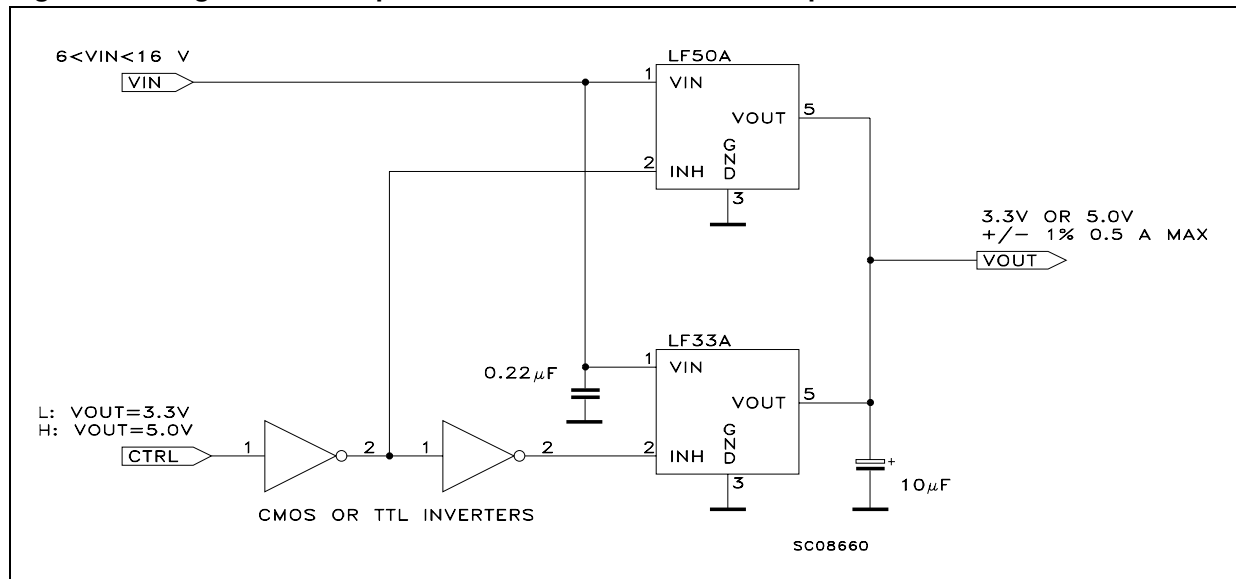 6<VIN<16 V
VIN
LF50A
1
VIN
VOUT
5
GND
2
INH
3
3.3V OR 5.0V
+/- 1% 0.5 A MAX
VOUT
LF33A
1
VIN
0.22μF
VOUT
5
GND
2
INH
3
L: VOUT=3.3V
H: VOUT=5.0V
CTRL
1
2
1
2
CMOS OR TTL INVERTERS
+
10μF
SC08660